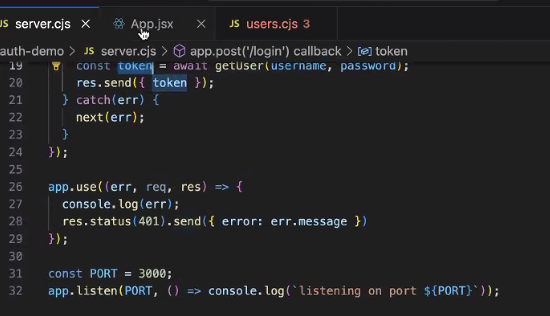 JS server.cjs × App.jsx × JS users.cjs 3
auth-demo > JS server.cjs > app.post('/login') callback > token
19 const token = await getUser(username, password);
20 res.send({ token });
21 } catch(err) {
22 next(err);
23 }
24 });
25
26 app.use((err, req, res) => {
27 console.log(err);
28 res.status(401).send({ error: err.message })
29 });
30
31 const PORT = 3000;
32 app.listen(PORT, () => console.log(`listening on port ${PORT}`));